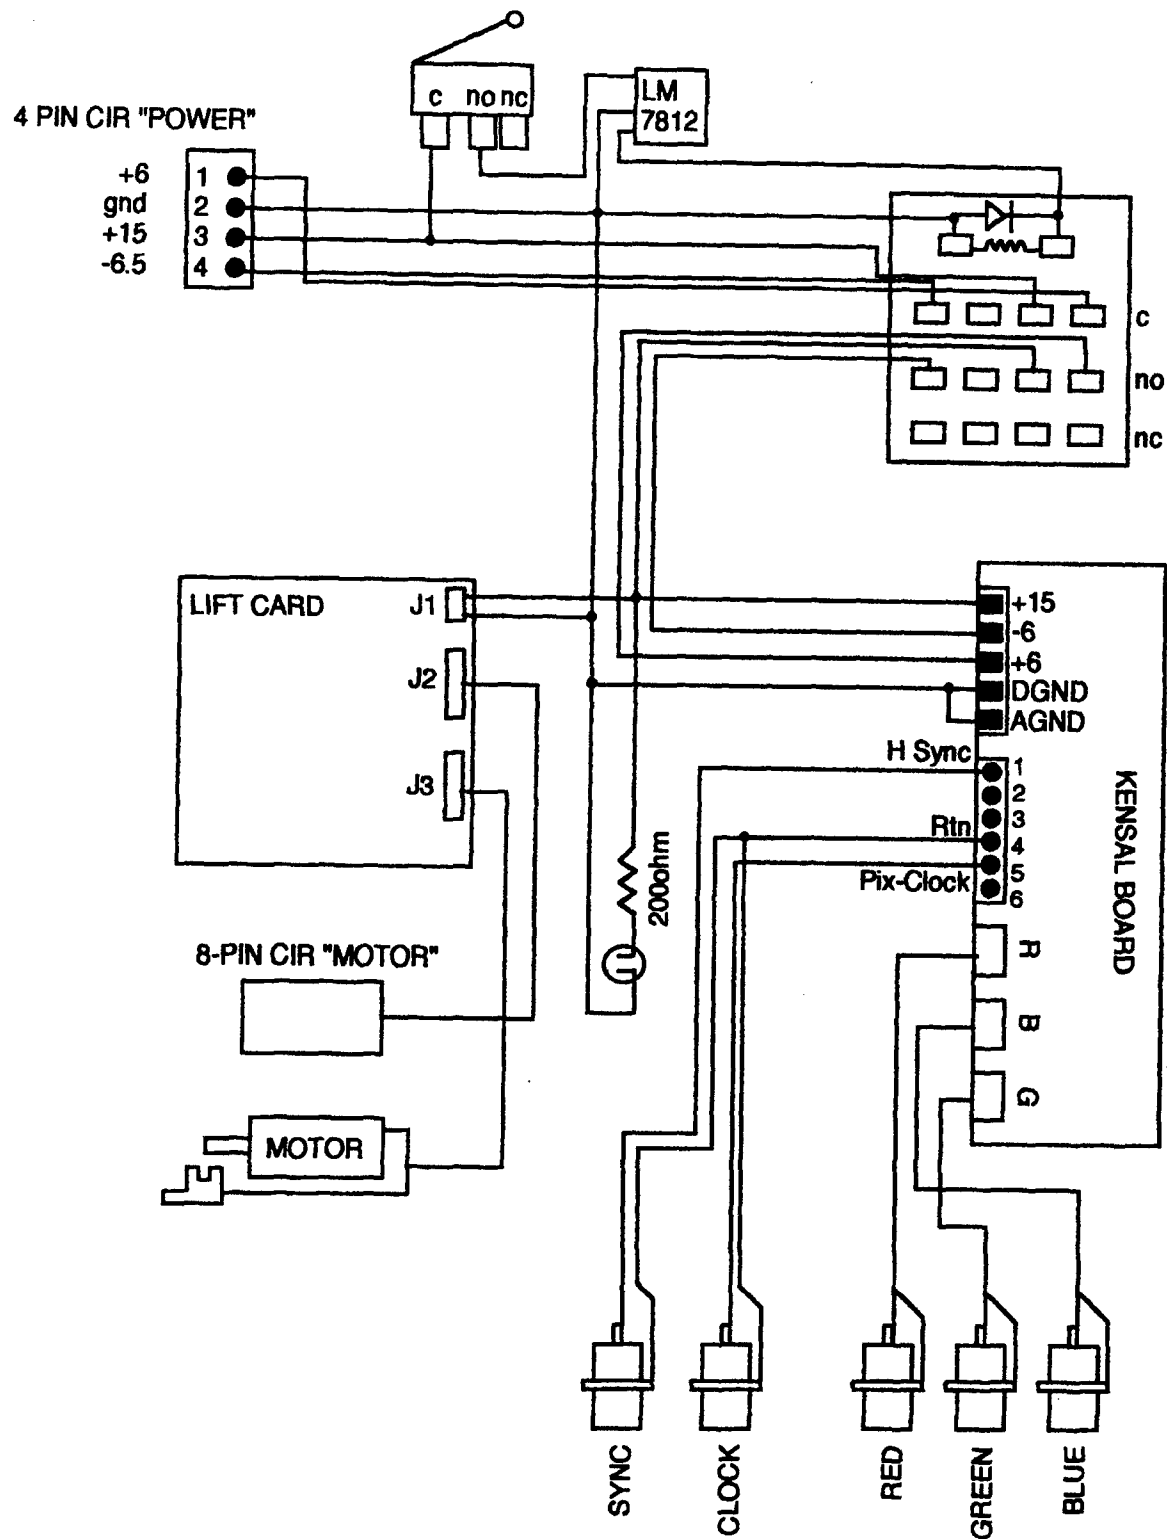 c no nc
LM
7812
4 PIN CIR "POWER"
+6 1
gnd 2
+15 3
-6.5 4
c
no
nc
LIFT CARD J1
J2
J3
+15
-6
+6
DGND
AGND
H Sync 1
2
3
Rtn 4
5
Pix-Clock 6
KENSAL BOARD
200ohm
R
B
G
8-PIN CIR "MOTOR"
MOTOR
SYNC
CLOCK
RED
GREEN
BLUE